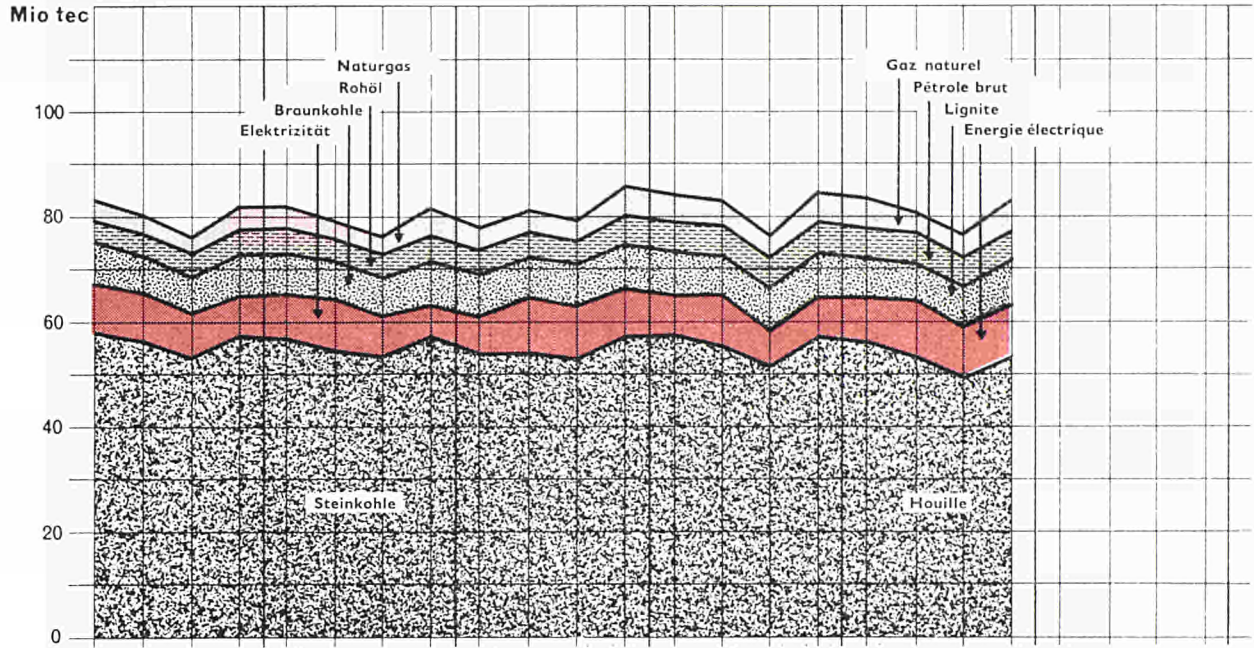 Mio tec
Naturgas
Rohöl
Braunkohle
Elektrizität
Gaz naturel
Pétrole brut
Lignite
Energie électrique
100
80
60
40
20
0
Steinkohle
Houille